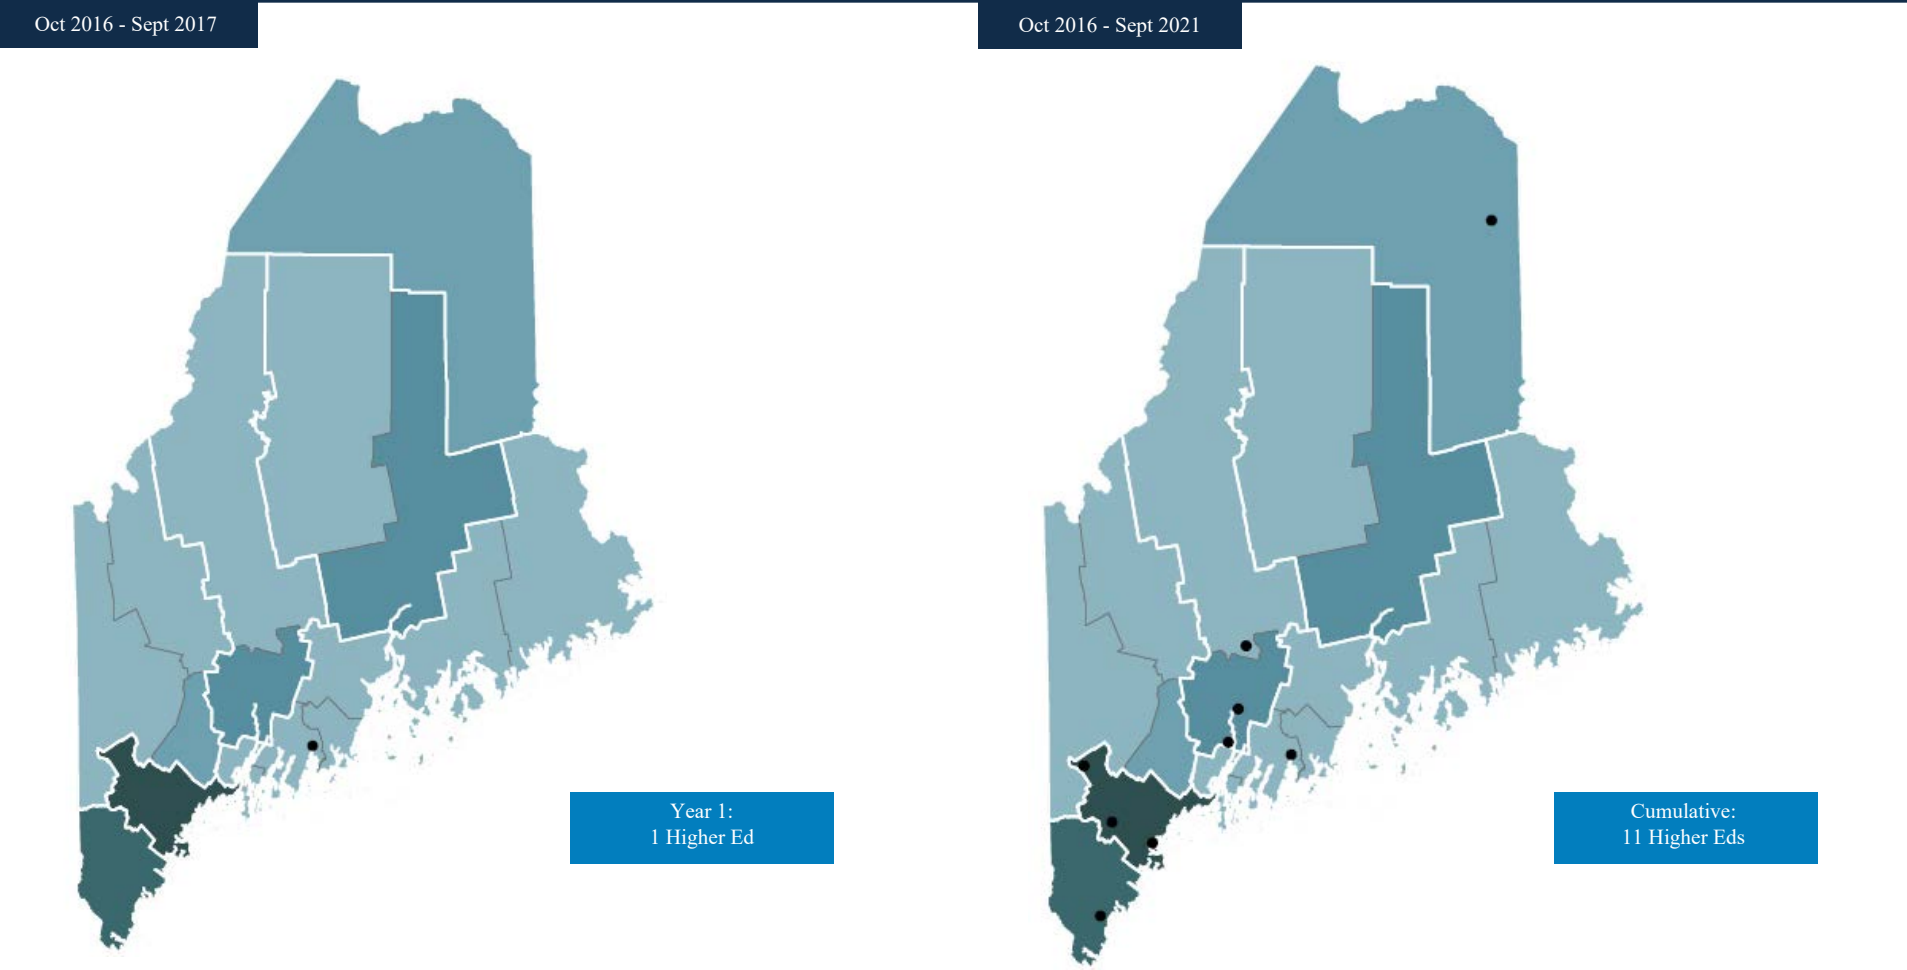 Oct 2016 - Sept 2017
Oct 2016 - Sept 2021
Year 1:
1 Higher Ed
Cumulative:
11 Higher Eds